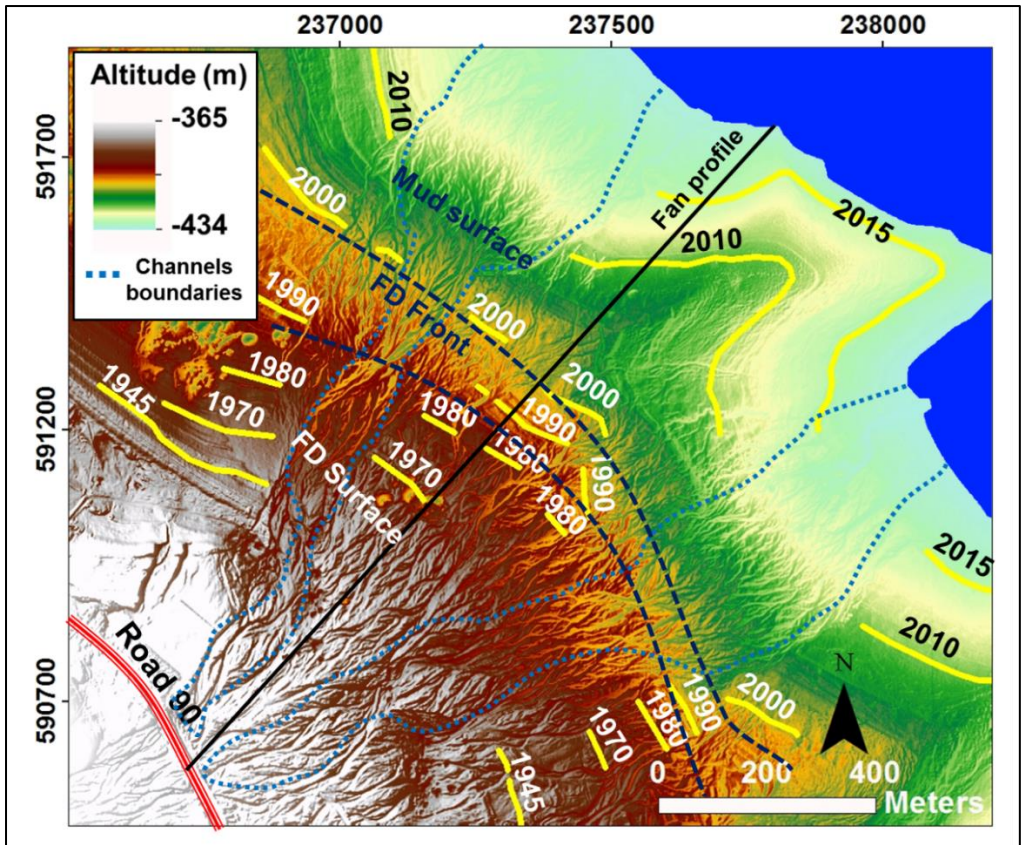 237000
237500
238000
Altitude (m)
-365
-434
Channels
boundaries
591700
591200
590700
2010
2000
Mud surface
Fan profile
2015
2010
1990
FD Front
2000
1980
2000
1945
1970
1980
1990
1980
1970
1990
FD Surface
1980
2015
2010
Road 90
N
2000
1990
1980
1970
1945
0 200 400
Meters